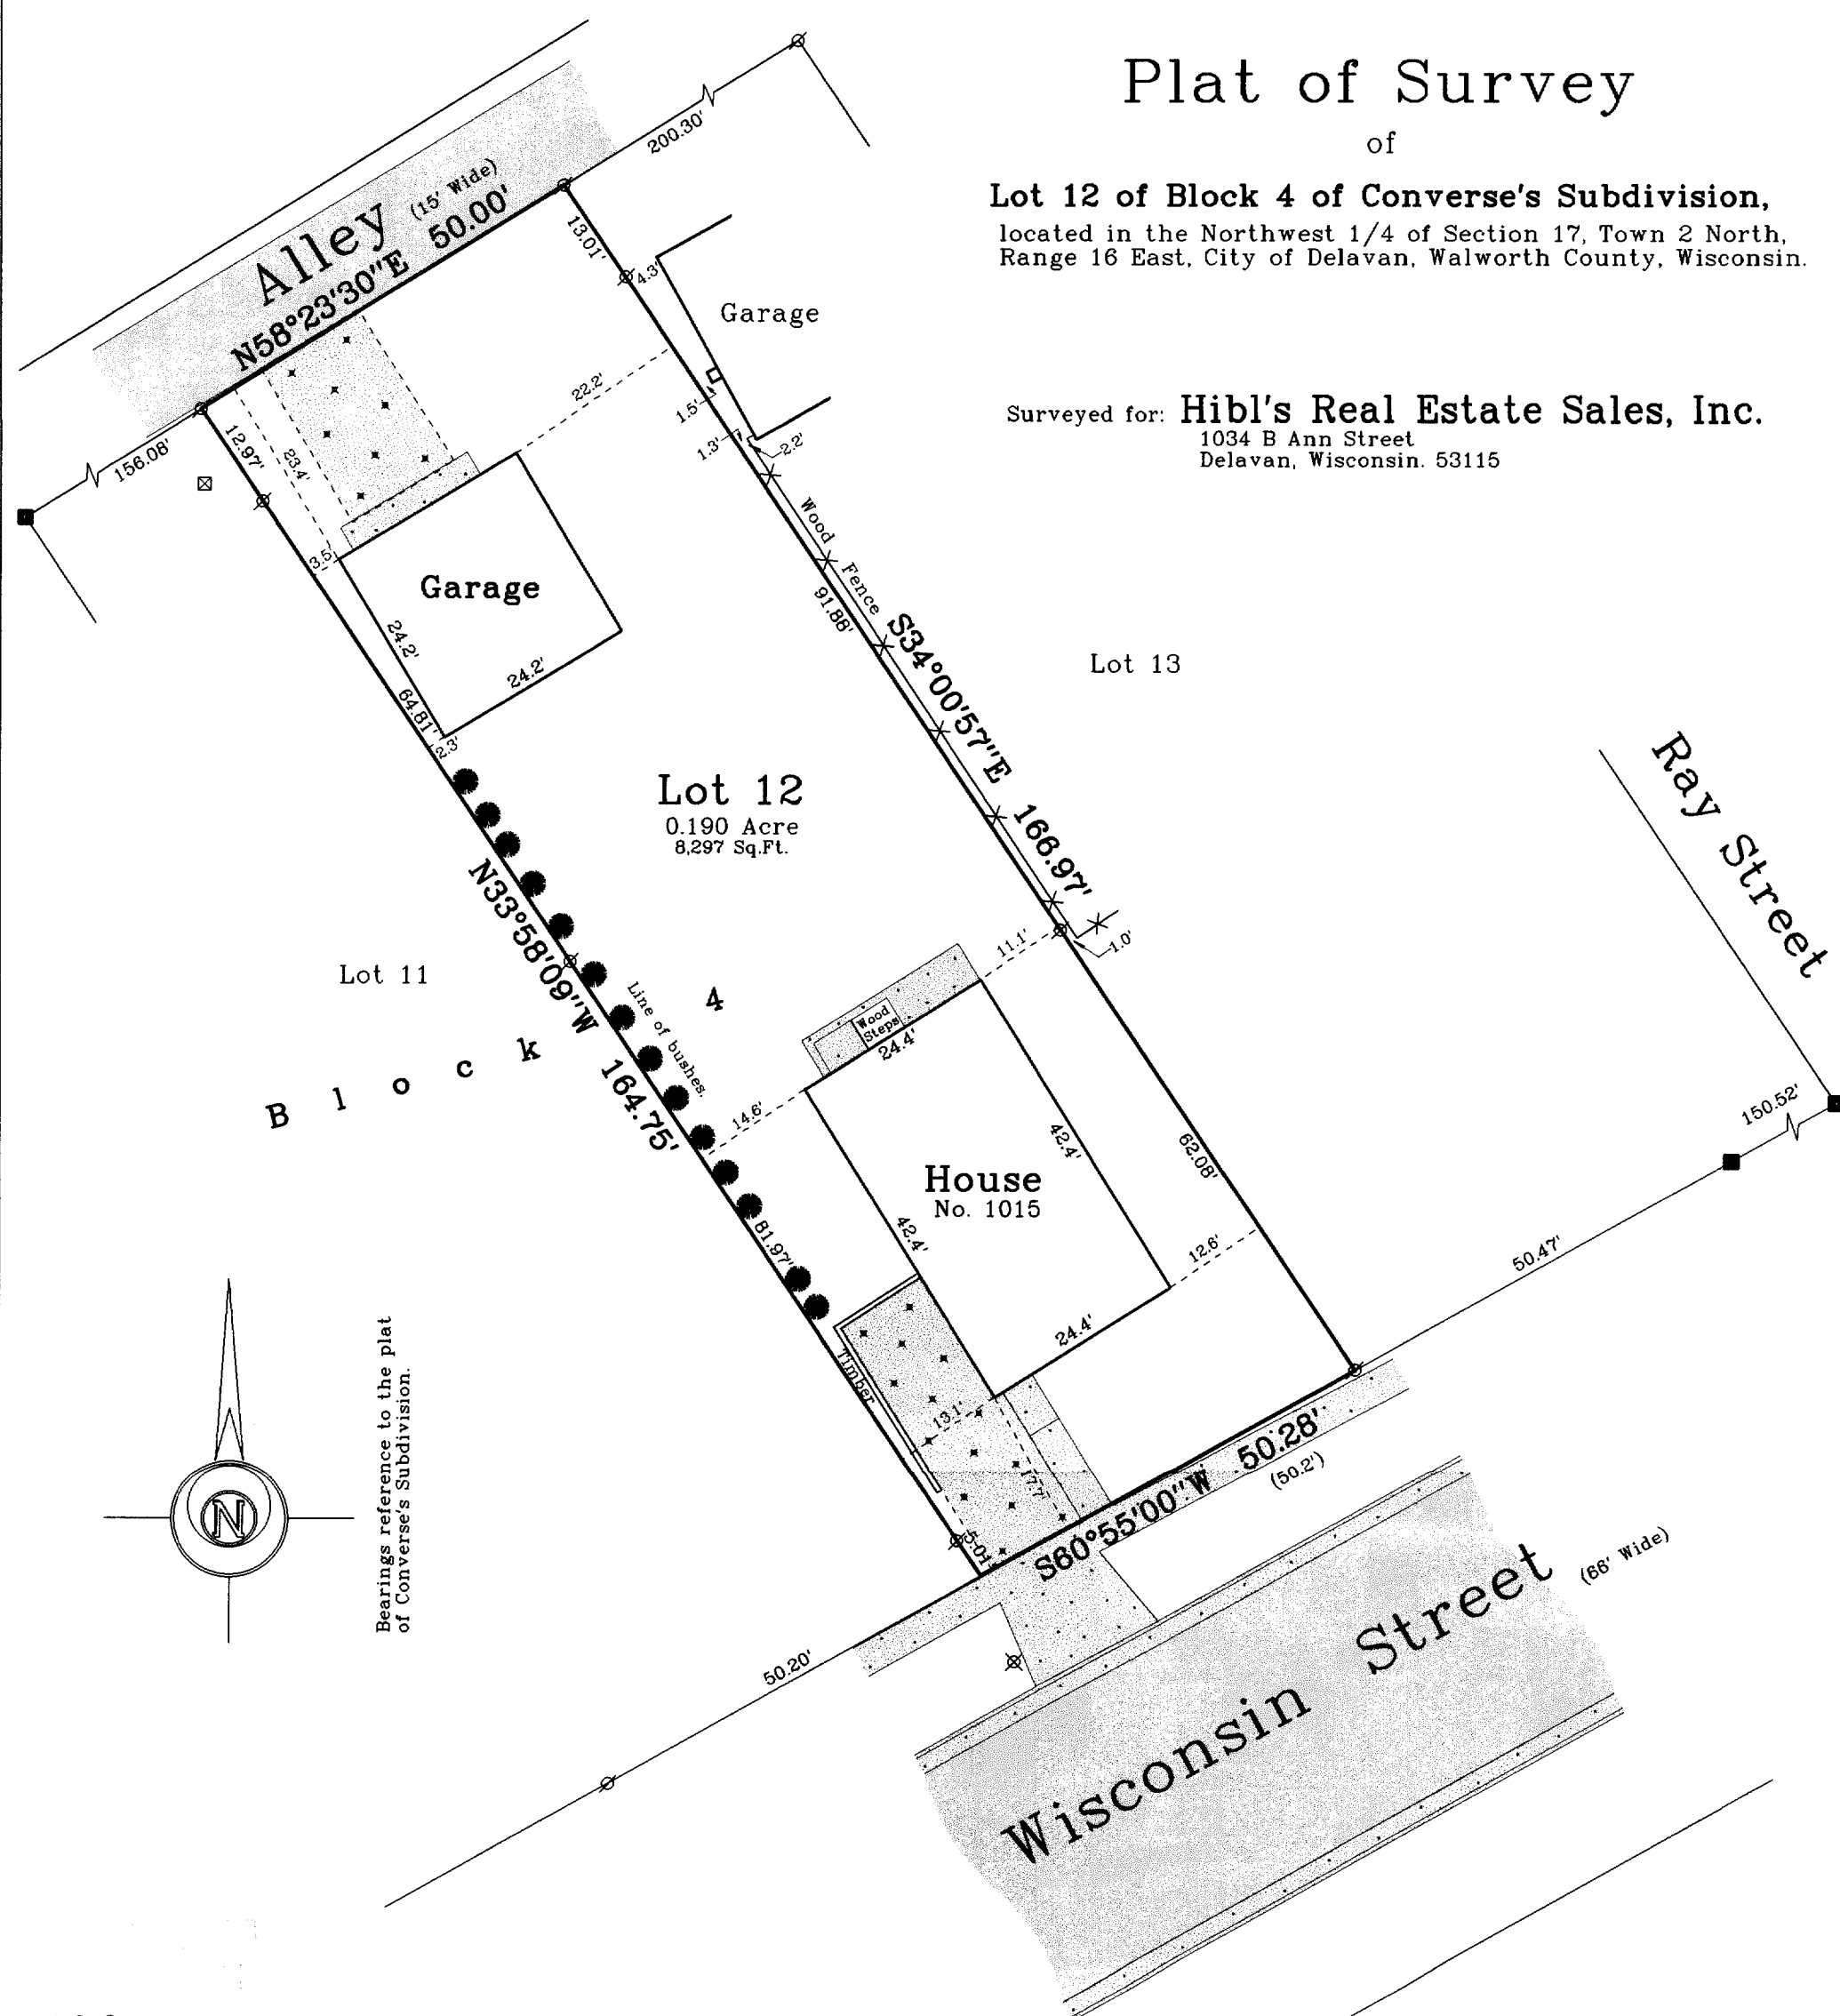 Plat of Survey
of
Lot 12 of Block 4 of Converse's Subdivision,
located in the Northwest 1/4 of Section 17, Town 2 North,
Range 16 East, City of Delavan, Walworth County, Wisconsin.
Surveyed for: Hibl's Real Estate Sales, Inc.
1034 B Ann Street
Delavan, Wisconsin. 53115
200.30'
Alley (15' Wide)
N58°23'30"E 50.00'
156.08'
12.97'
23.4'
3.5'
13.01'
4.3'
Garage
22.2'
1.5'
1.3'
2.2'
Wood Fence
91.88'
S34°00'57"E 166.97'
Lot 13
Garage
24.2'
24.2'
64.81'
2.3'
Lot 12
0.190 Acre
8,297 Sq.Ft.
N33°58'09"W 164.75'
Lot 11
Block 4
Line of bushes.
Ray Street
11.1'
1.0'
Wood
Steps
24.4'
14.6'
42.4'
House
No. 1015
42.4'
62.08'
12.6'
24.4'
81.97'
Timber
13.1'
17.7'
5.01'
150.52'
50.47'
S60°55'00"W 50.28'
(50.2')
50.20'
Wisconsin Street (66' Wide)
N
Bearings reference to the plat
of Converse's Subdivision.